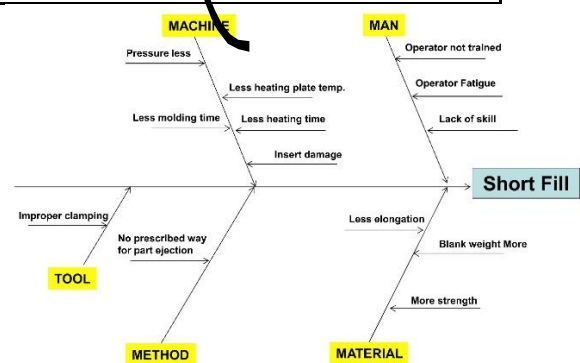 MACHINE
MAN
Pressure less
Operator not trained
Less heating plate temp.
Operator Fatigue
Less molding time
Less heating time
Lack of skill
Insert damage
Short Fill
Improper clamping
Less elongation
No prescribed way
for part ejection
Blank weight More
TOOL
More strength
METHOD
MATERIAL